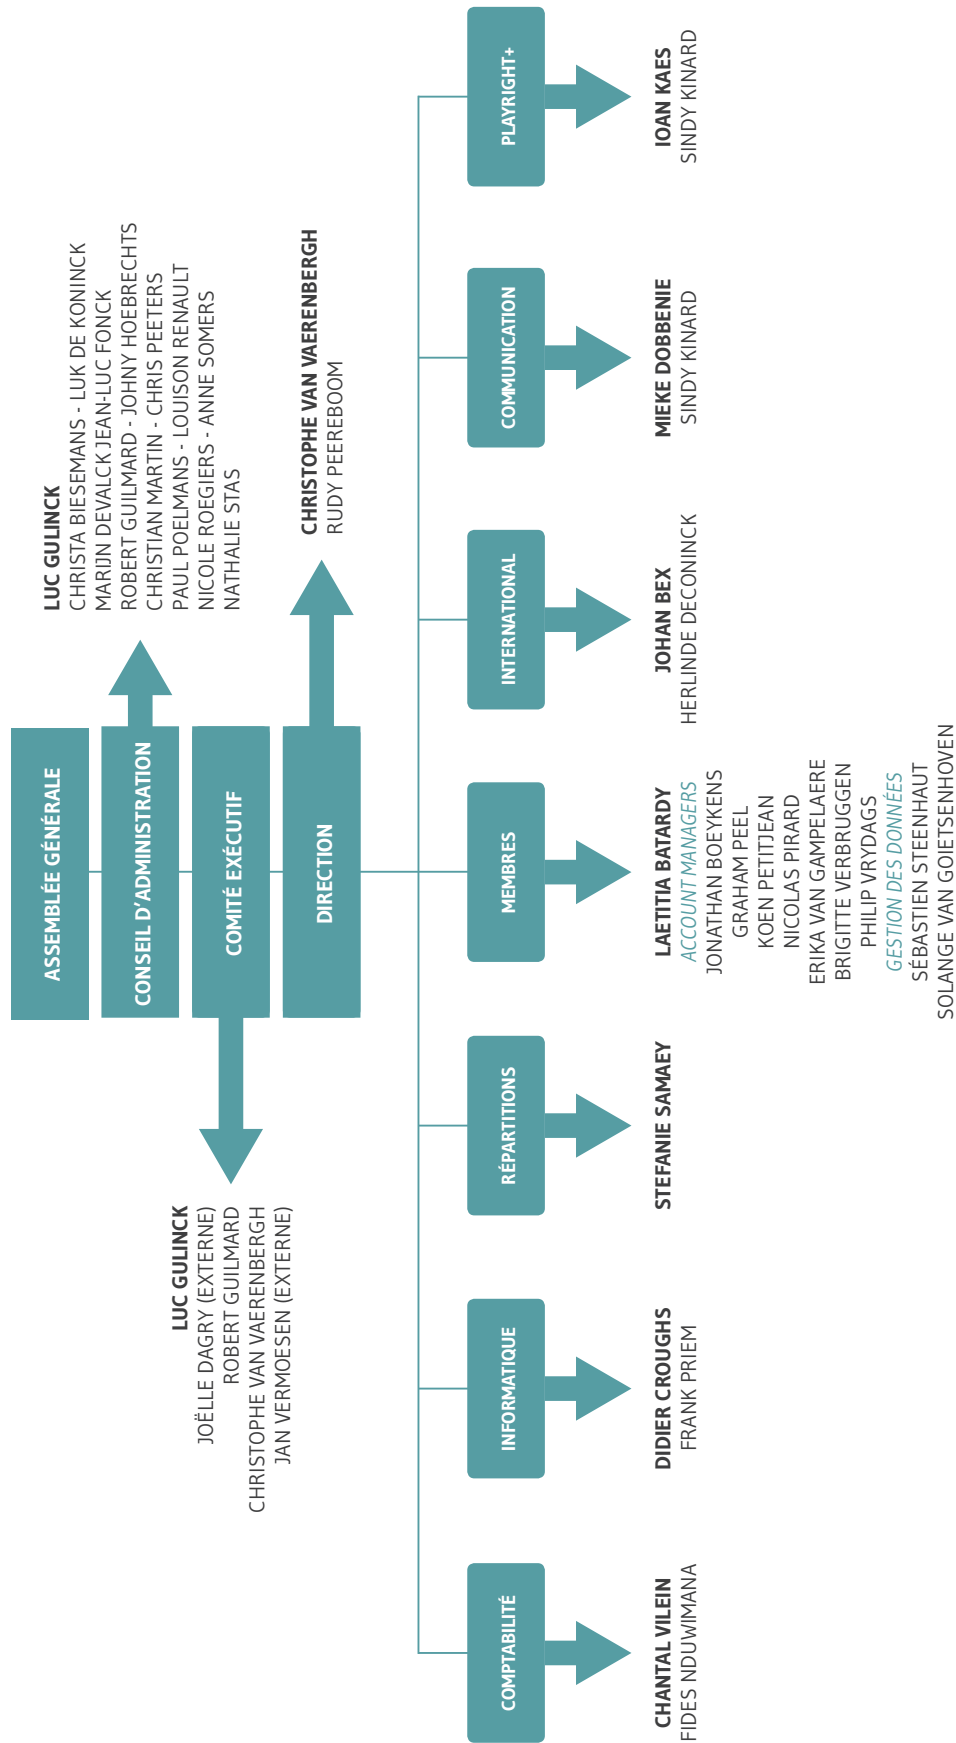 ASSEMBLÉE GÉNÉRALE
CONSEIL D'ADMINISTRATION
LUC GULINCK
CHRISTA BIESEMANS - LUK DE KONINCK
MARIJN DEVALCK JEAN-LUC FONCK
ROBERT GUILMARD - JOHNY HOEBRECHTS
CHRISTIAN MARTIN - CHRIS PEETERS
PAUL POELMANS - LOUISON RENAULT
NICOLE ROEGIERS - ANNE SOMERS
NATHALIE STAS
COMITÉ EXÉCUTIF
LUC GULINCK
JOËLLE DAGRY (EXTERNE)
ROBERT GUILMARD
CHRISTOPHE VAN VAERENBERGH
JAN VERMOESEN (EXTERNE)
DIRECTION
CHRISTOPHE VAN VAERENBERGH
RUDY PEEREBOOM
COMPTABILITÉ
CHANTAL VILEIN
FIDES NDUWIMANA
INFORMATIQUE
DIDIER CROUGHS
FRANK PRIEM
RÉPARTITIONS
STEFANIE SAMAEY
MEMBRES
LAETITIA BATARDY
ACCOUNT MANAGERS
JONATHAN BOEYKENS
GRAHAM PEEL
KOEN PETITJEAN
NICOLAS PIRARD
ERIKA VAN GAMPELAERE
BRIGITTE VERBRUGGEN
PHILIP VRYDAGS
GESTION DES DONNÉES
SÉBASTIEN STEENHAUT
SOLANGE VAN GOIETSENHOVEN
INTERNATIONAL
JOHAN BEX
HERLINDE DECONINCK
COMMUNICATION
MIEKE DOBBENIE
SINDY KINARD
PLAYRIGHT+
IOAN KAES
SINDY KINARD